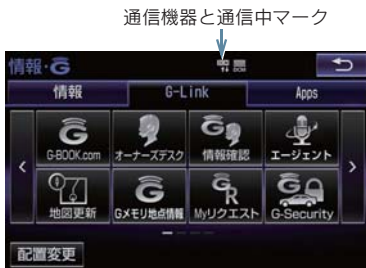 通信機器と通信中マーク
情報・G
DCM
情報 G-Link Apps
G-BOOK.com オーナーズデスク 情報確認 エージェント
地図更新 Gメモリ地点情報 Myリクエスト G-Security
配置変更